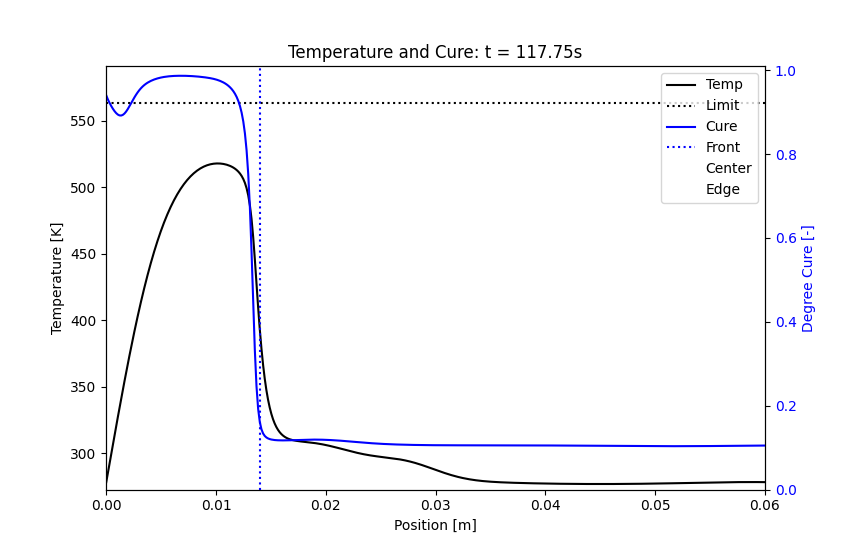 Temperature and Cure: t = 117.75s
Temp
Limit
Cure
Front
Center
Edge
550
500
450
400
350
300
Temperature [K]
1.0
0.8
0.6
0.4
0.2
0.0
Degree Cure [-]
0.00 0.01 0.02 0.03 0.04 0.05 0.06
Position [m]